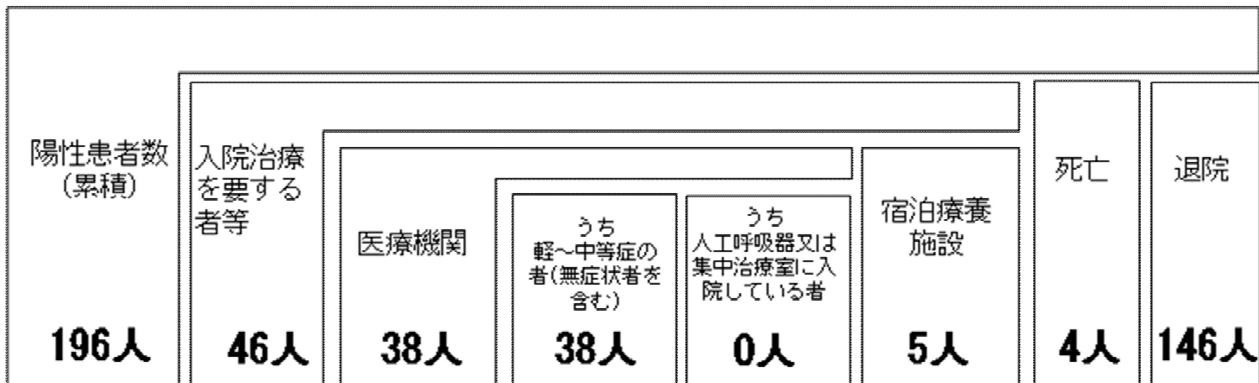 陽性患者数
(累積)
196人
入院治療
を要する
者等
46人
医療機関
38人
うち
軽～中等症の
者(無症状者を
含む)
38人
うち
人工呼吸器又は
集中治療室に入
院している者
0人
宿泊療養
施設
5人
死亡
4人
退院
146人